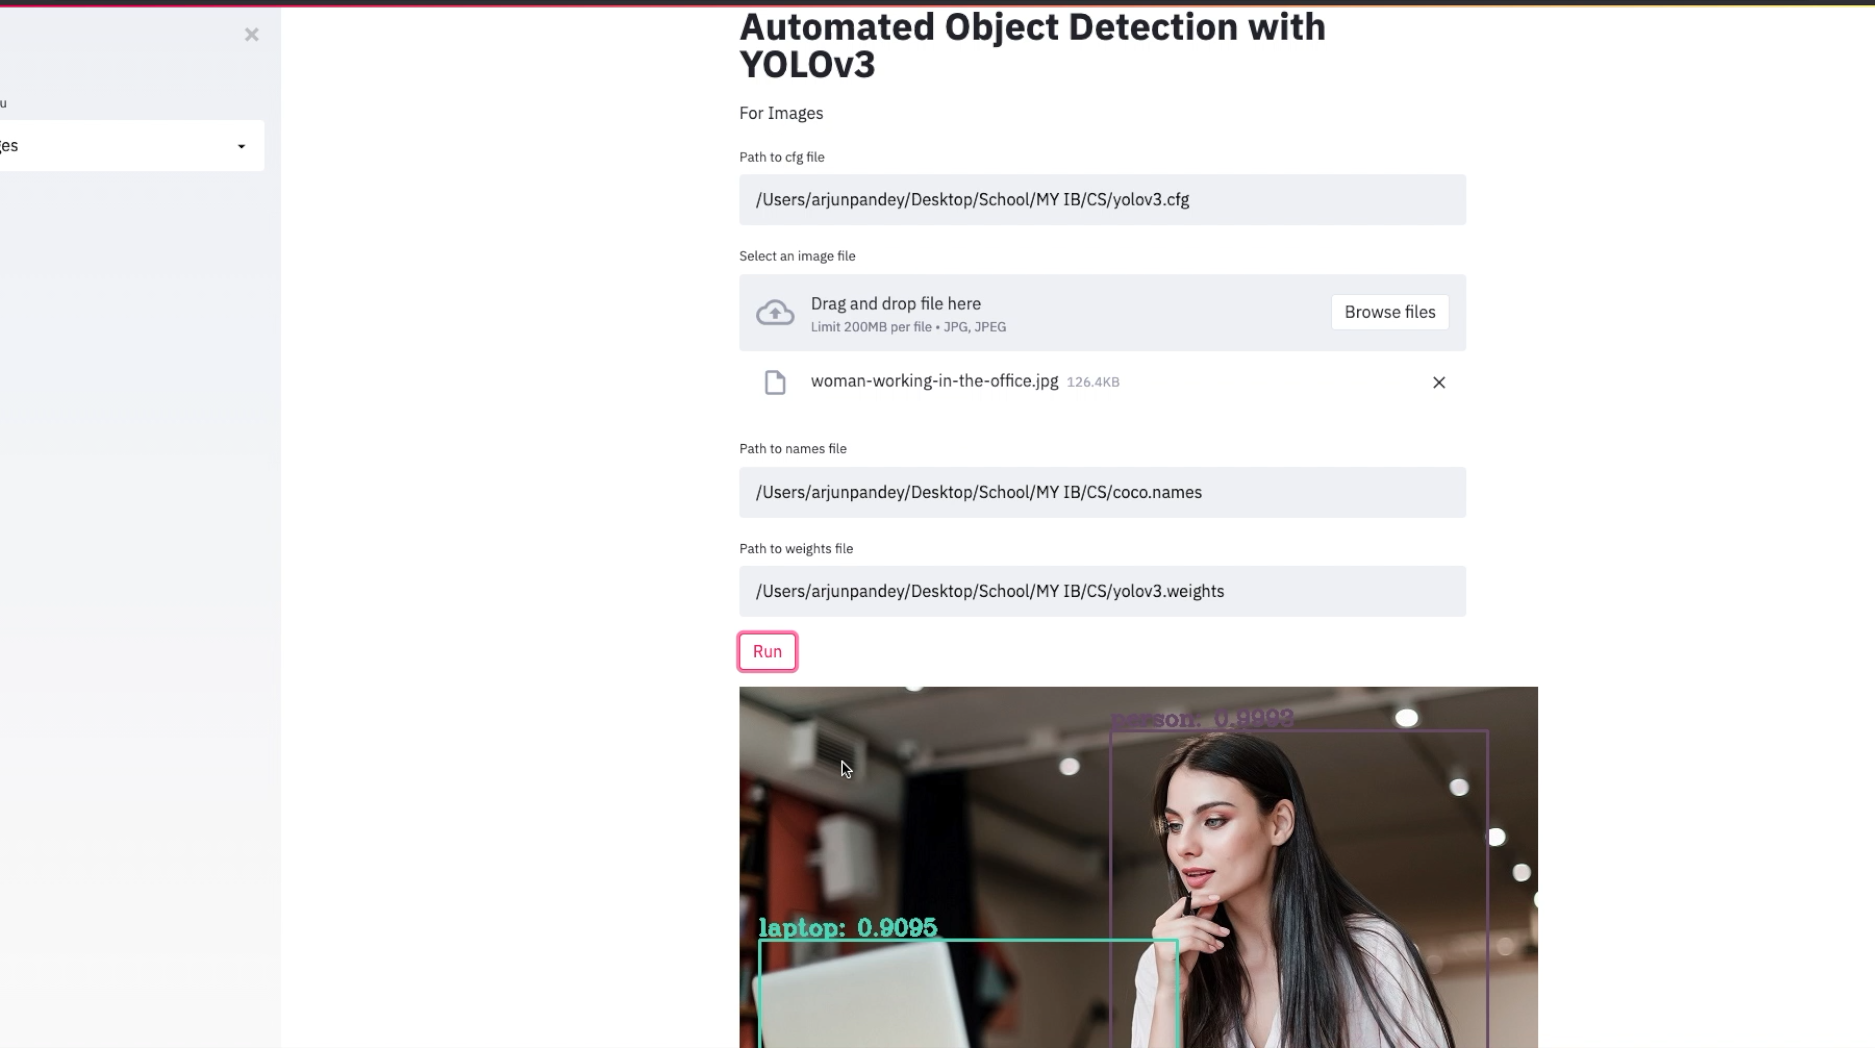 Automated Object Detection with
YOLOv3
For Images
ges
Path to cfg file
/Users/arjunpandey/Desktop/School/MY IB/CS/yolov3.cfg
Select an image file
Drag and drop file here
Limit 200MB per file • JPG, JPEG
Browse files
woman-working-in-the-office.jpg 126.4KB
Path to names file
/Users/arjunpandey/Desktop/School/MY IB/CS/coco.names
Path to weights file
/Users/arjunpandey/Desktop/School/MY IB/CS/yolov3.weights
Run
person: 0.9993
laptop: 0.9095